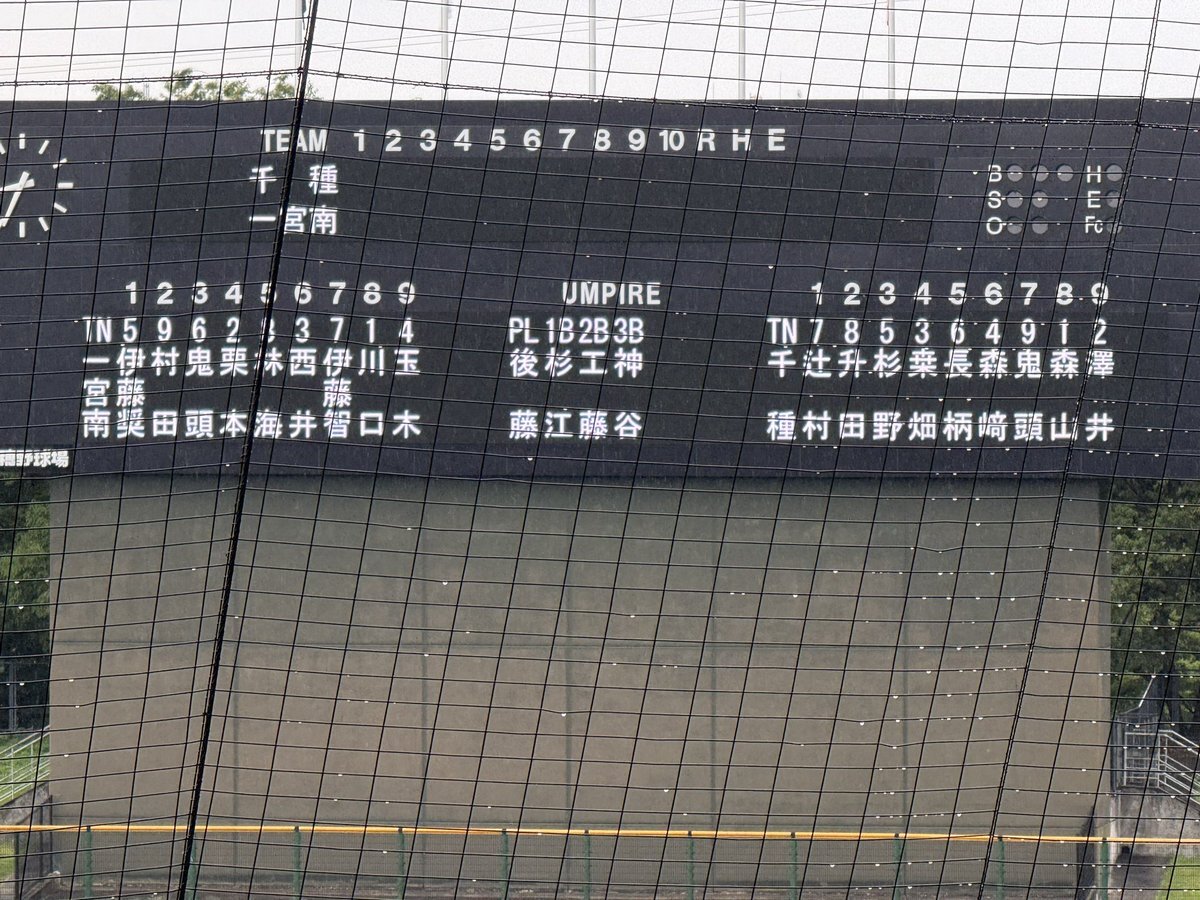 TEAM 1 2 3 4 5 6 7 8 9 10 R H E
千種
一宮南
B H
S E
O Fc
1 2 3 4 5 6 7 8 9
TN 5 9 6 2 8 3 7 1 4
一宮南
伊藤奨
村田
鬼頭
栗本
林海
西井
伊藤智
川口
玉木
UMPIRE
PL 1B 2B 3B
後藤
杉江
工藤
神谷
1 2 3 4 5 6 7 8 9
TN 7 8 5 3 6 4 9 1 2
千種
辻村
升田
杉野
桒畑
長柄
森﨑
鬼頭
森山
澤井
野球場